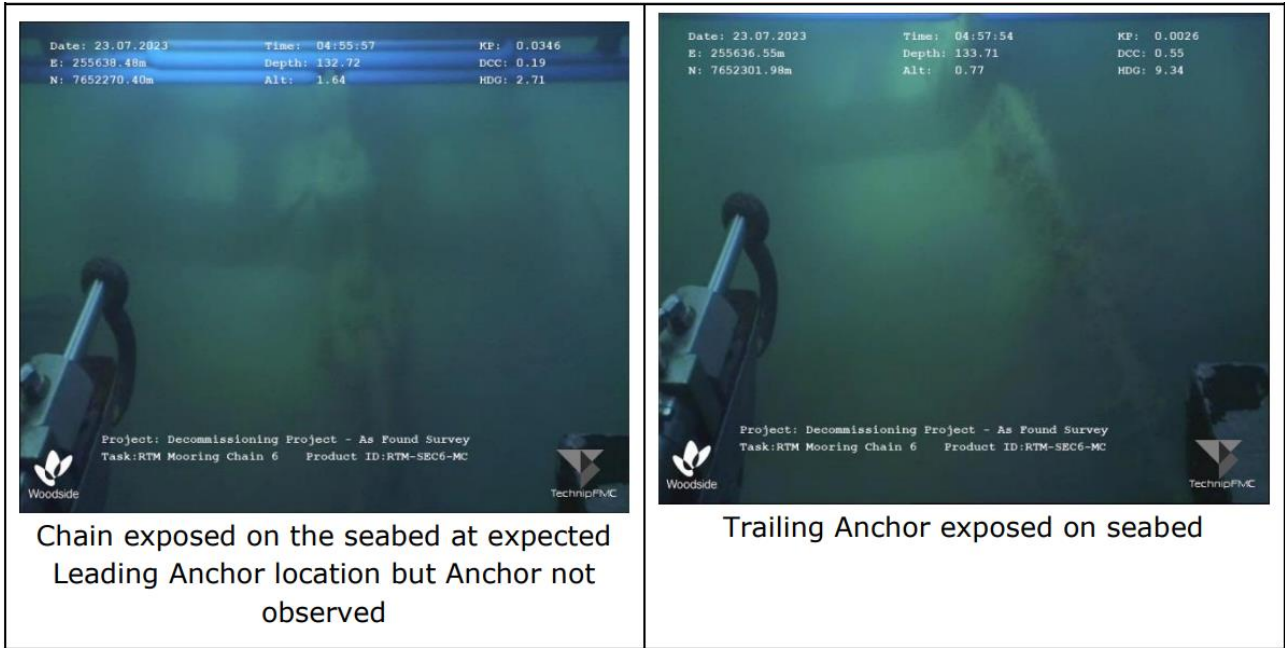 Date: 23.07.2023 Time: 04:55:57 KP: 0.0346
E: 255638.48m Depth: 132.72 DCC: 0.19
N: 7652270.40m Alt: 1.64 HDG: 2.71
Project: Decommissioning Project - As Found Survey
Task:RTM Mooring Chain 6 Product ID:RTM-SEC6-MC
Woodside
TechnipFMC
Chain exposed on the seabed at expected
Leading Anchor location but Anchor not
observed
Date: 23.07.2023 Time: 04:57:54 KP: 0.0026
E: 255636.55m Depth: 133.71 DCC: 0.55
N: 7652301.98m Alt: 0.77 HDG: 9.34
Project: Decommissioning Project - As Found Survey
Task:RTM Mooring Chain 6 Product ID:RTM-SEC6-MC
Woodside
TechnipFMC
Trailing Anchor exposed on seabed